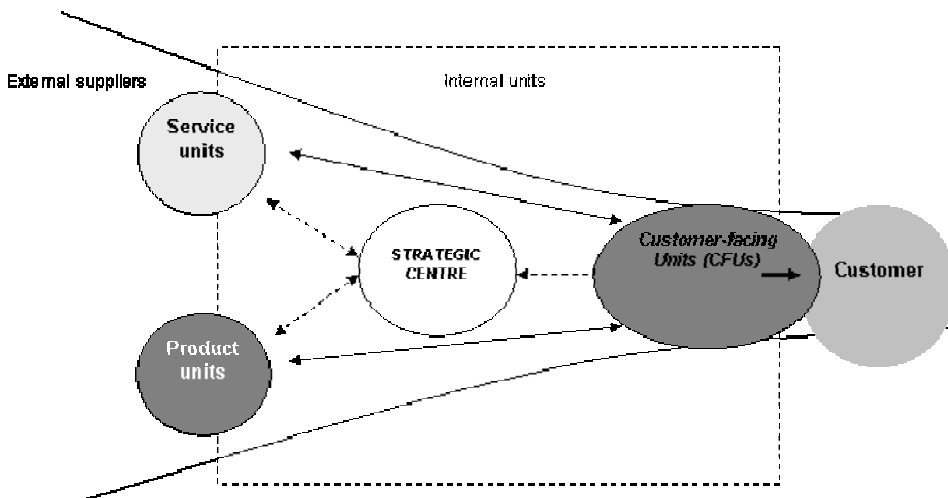 External suppliers
Internal units
Service
units
STRATEGIC
CENTRE
Customer-facing
Units (CFUs)
Customer
Product
units